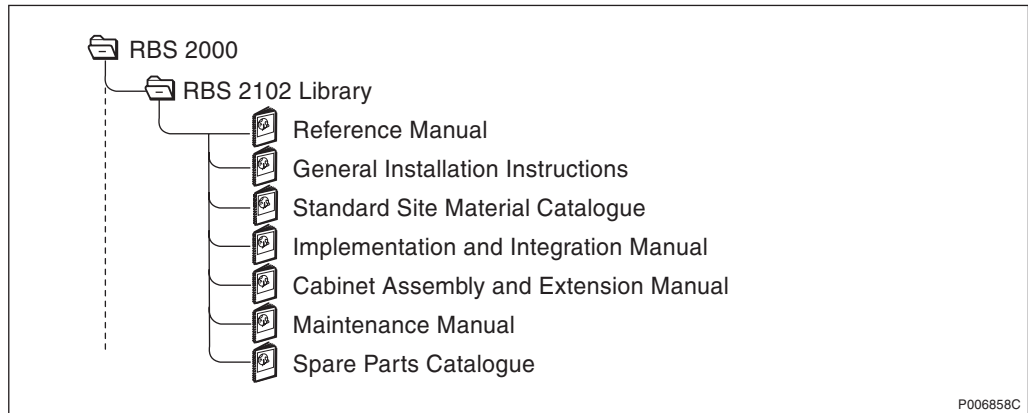 RBS 2000
RBS 2102 Library
Reference Manual
General Installation Instructions
Standard Site Material Catalogue
Implementation and Integration Manual
Cabinet Assembly and Extension Manual
Maintenance Manual
Spare Parts Catalogue
P006858C